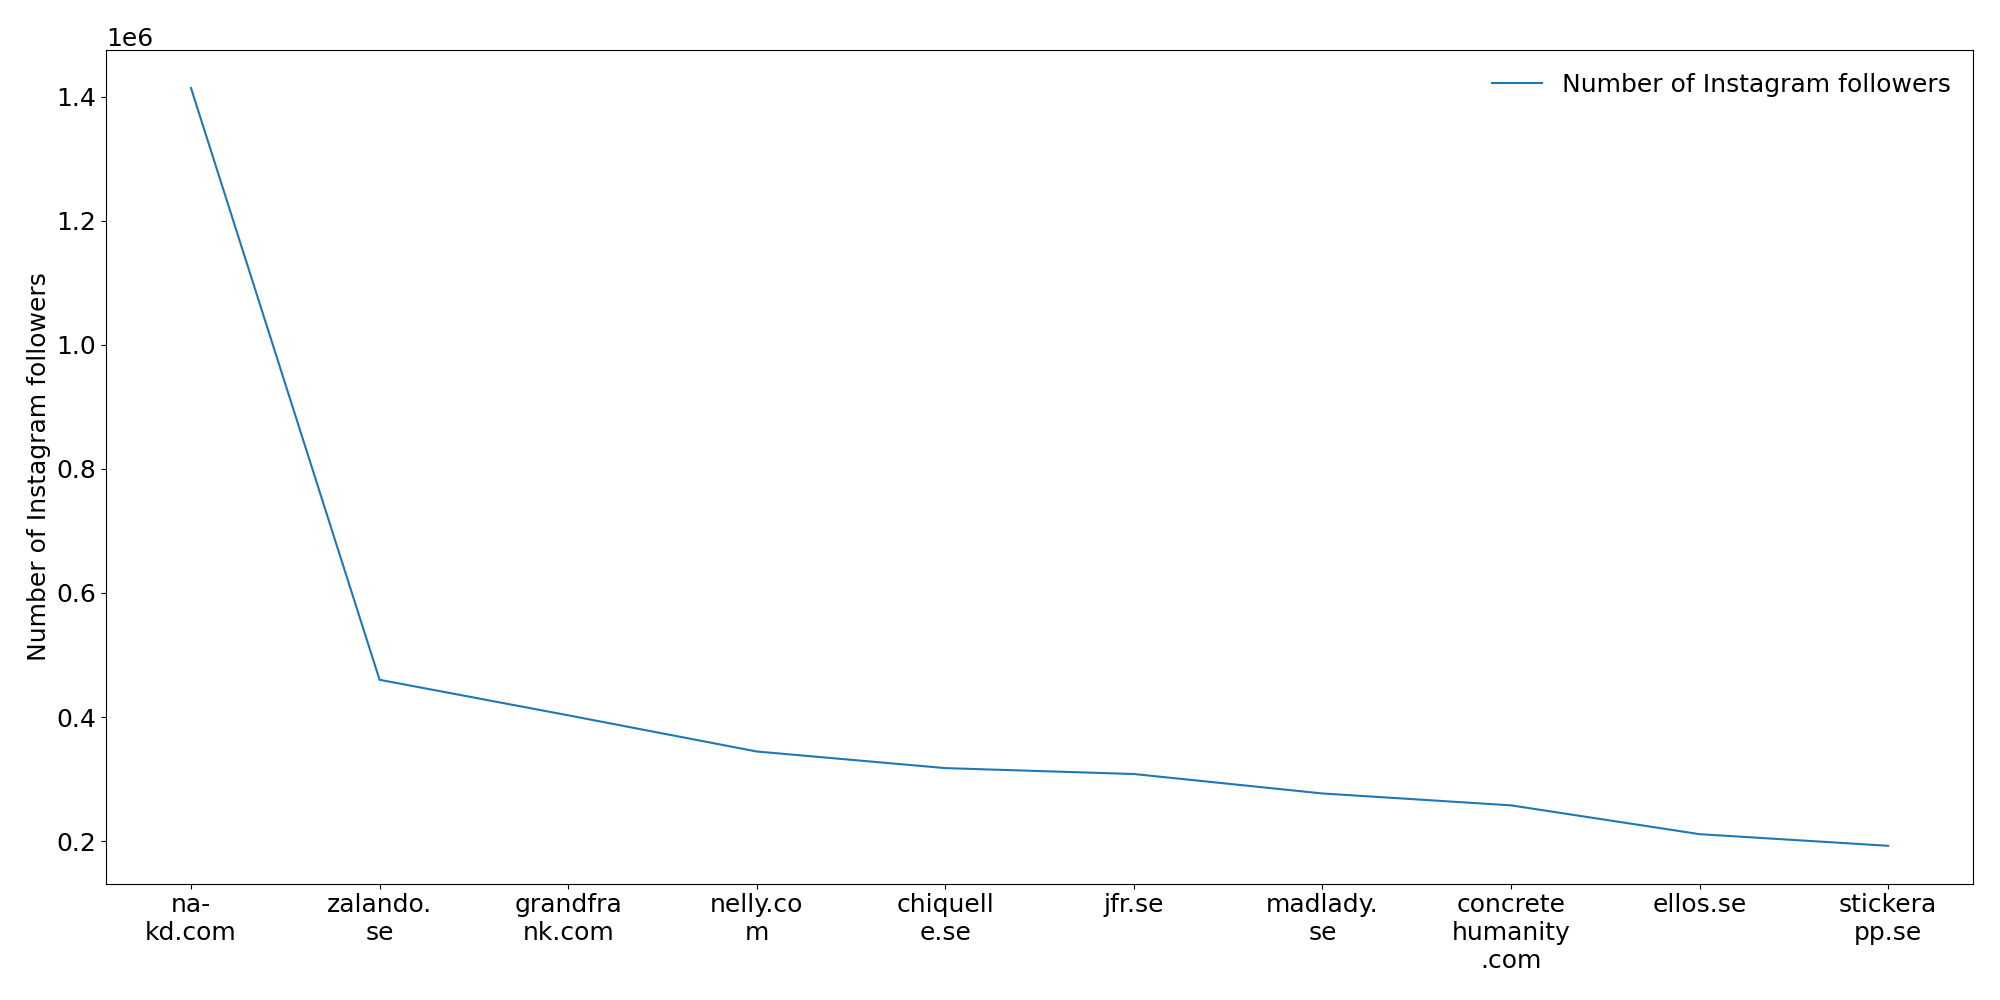 1e6
Number of Instagram followers
1.4
1.2
1.0
0.8
0.6
0.4
0.2
Number of Instagram followers
na-
kd.com
zalando.
se
grandfra
nk.com
nelly.co
m
chiquell
e.se
jfr.se
madlady.
se
concrete
humanity
.com
ellos.se
stickera
pp.se